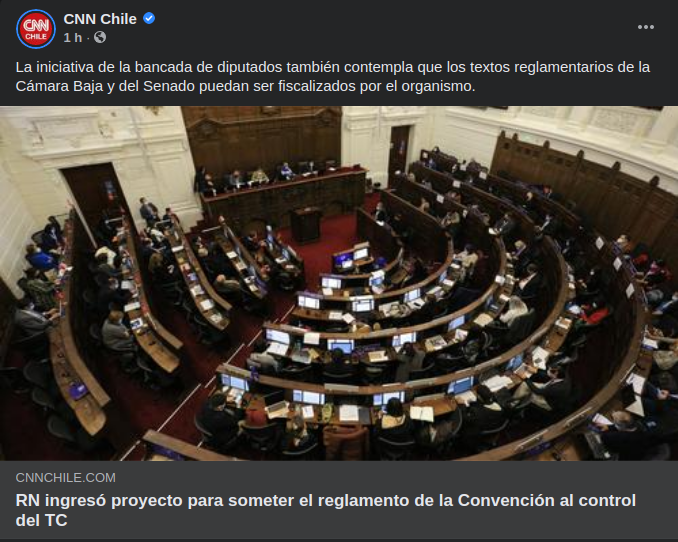 CNN Chile
1 h ·
La iniciativa de la bancada de diputados también contempla que los textos reglamentarios de la
Cámara Baja y del Senado puedan ser fiscalizados por el organismo.
CNN
CHILE
CNNCHILE.COM
RN ingresó proyecto para someter el reglamento de la Convención al control
del TC